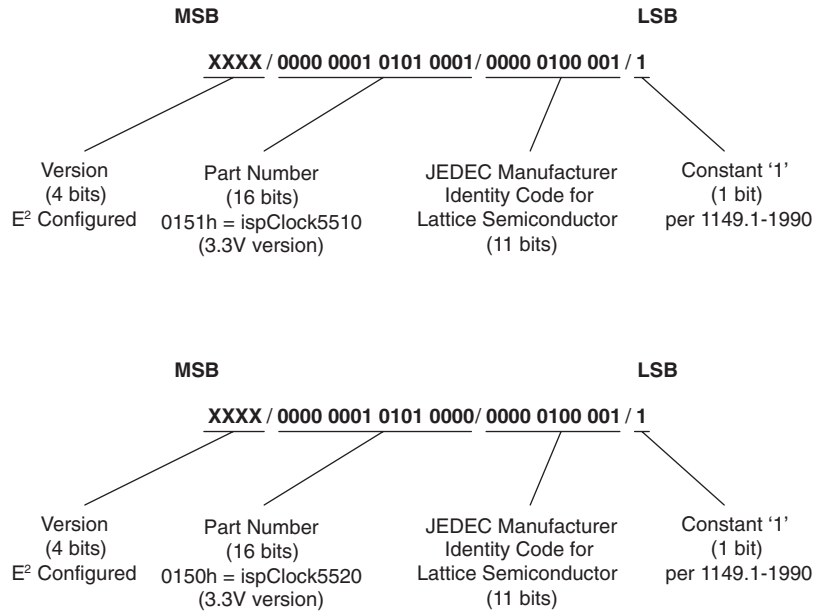 MSB LSB
XXXX / 0000 0001 0101 0001 / 0000 0100 001 / 1
Version
(4 bits)
E² Configured
Part Number
(16 bits)
0151h = ispClock5510
(3.3V version)
JEDEC Manufacturer
Identity Code for
Lattice Semiconductor
(11 bits)
Constant ‘1’
(1 bit)
per 1149.1-1990
MSB LSB
XXXX / 0000 0001 0101 0000 / 0000 0100 001 / 1
Version
(4 bits)
E² Configured
Part Number
(16 bits)
0150h = ispClock5520
(3.3V version)
JEDEC Manufacturer
Identity Code for
Lattice Semiconductor
(11 bits)
Constant ‘1’
(1 bit)
per 1149.1-1990